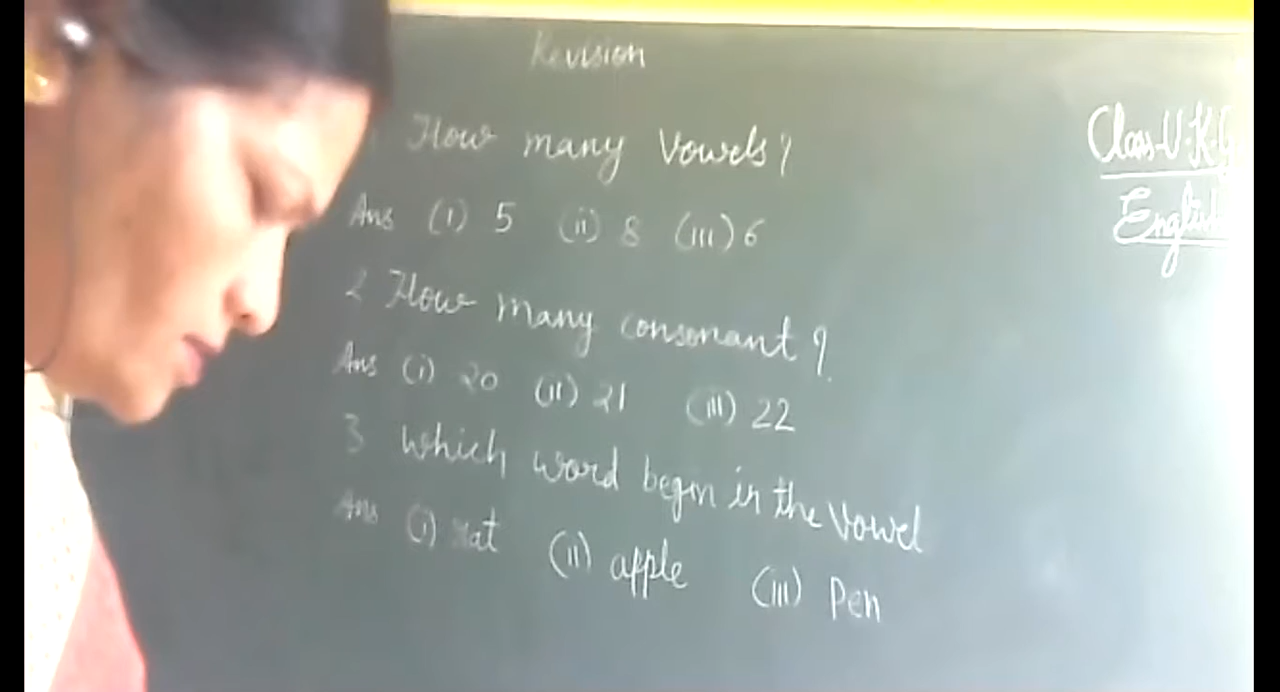 Revision
Class-U.K.G
English
How many Vowels?
Ans (i) 5 (ii) 8 (iii) 6
2 How many consonant?
Ans (i) 20 (ii) 21 (iii) 22
3 which word begin in the Vowel
Ans (i) rat (ii) apple (iii) Pen